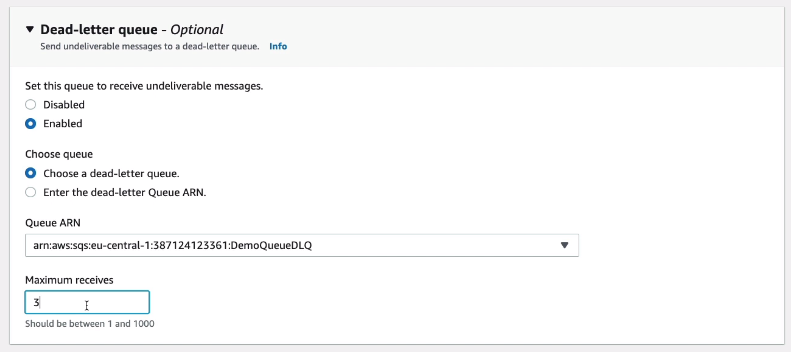 Dead-letter queue - Optional
Send undeliverable messages to a dead-letter queue. Info
Set this queue to receive undeliverable messages.
Disabled
Enabled
Choose queue
Choose a dead-letter queue.
Enter the dead-letter Queue ARN.
Queue ARN
arn:aws:sqs:eu-central-1:387124123361:DemoQueueDLQ
Maximum receives
3
Should be between 1 and 1000